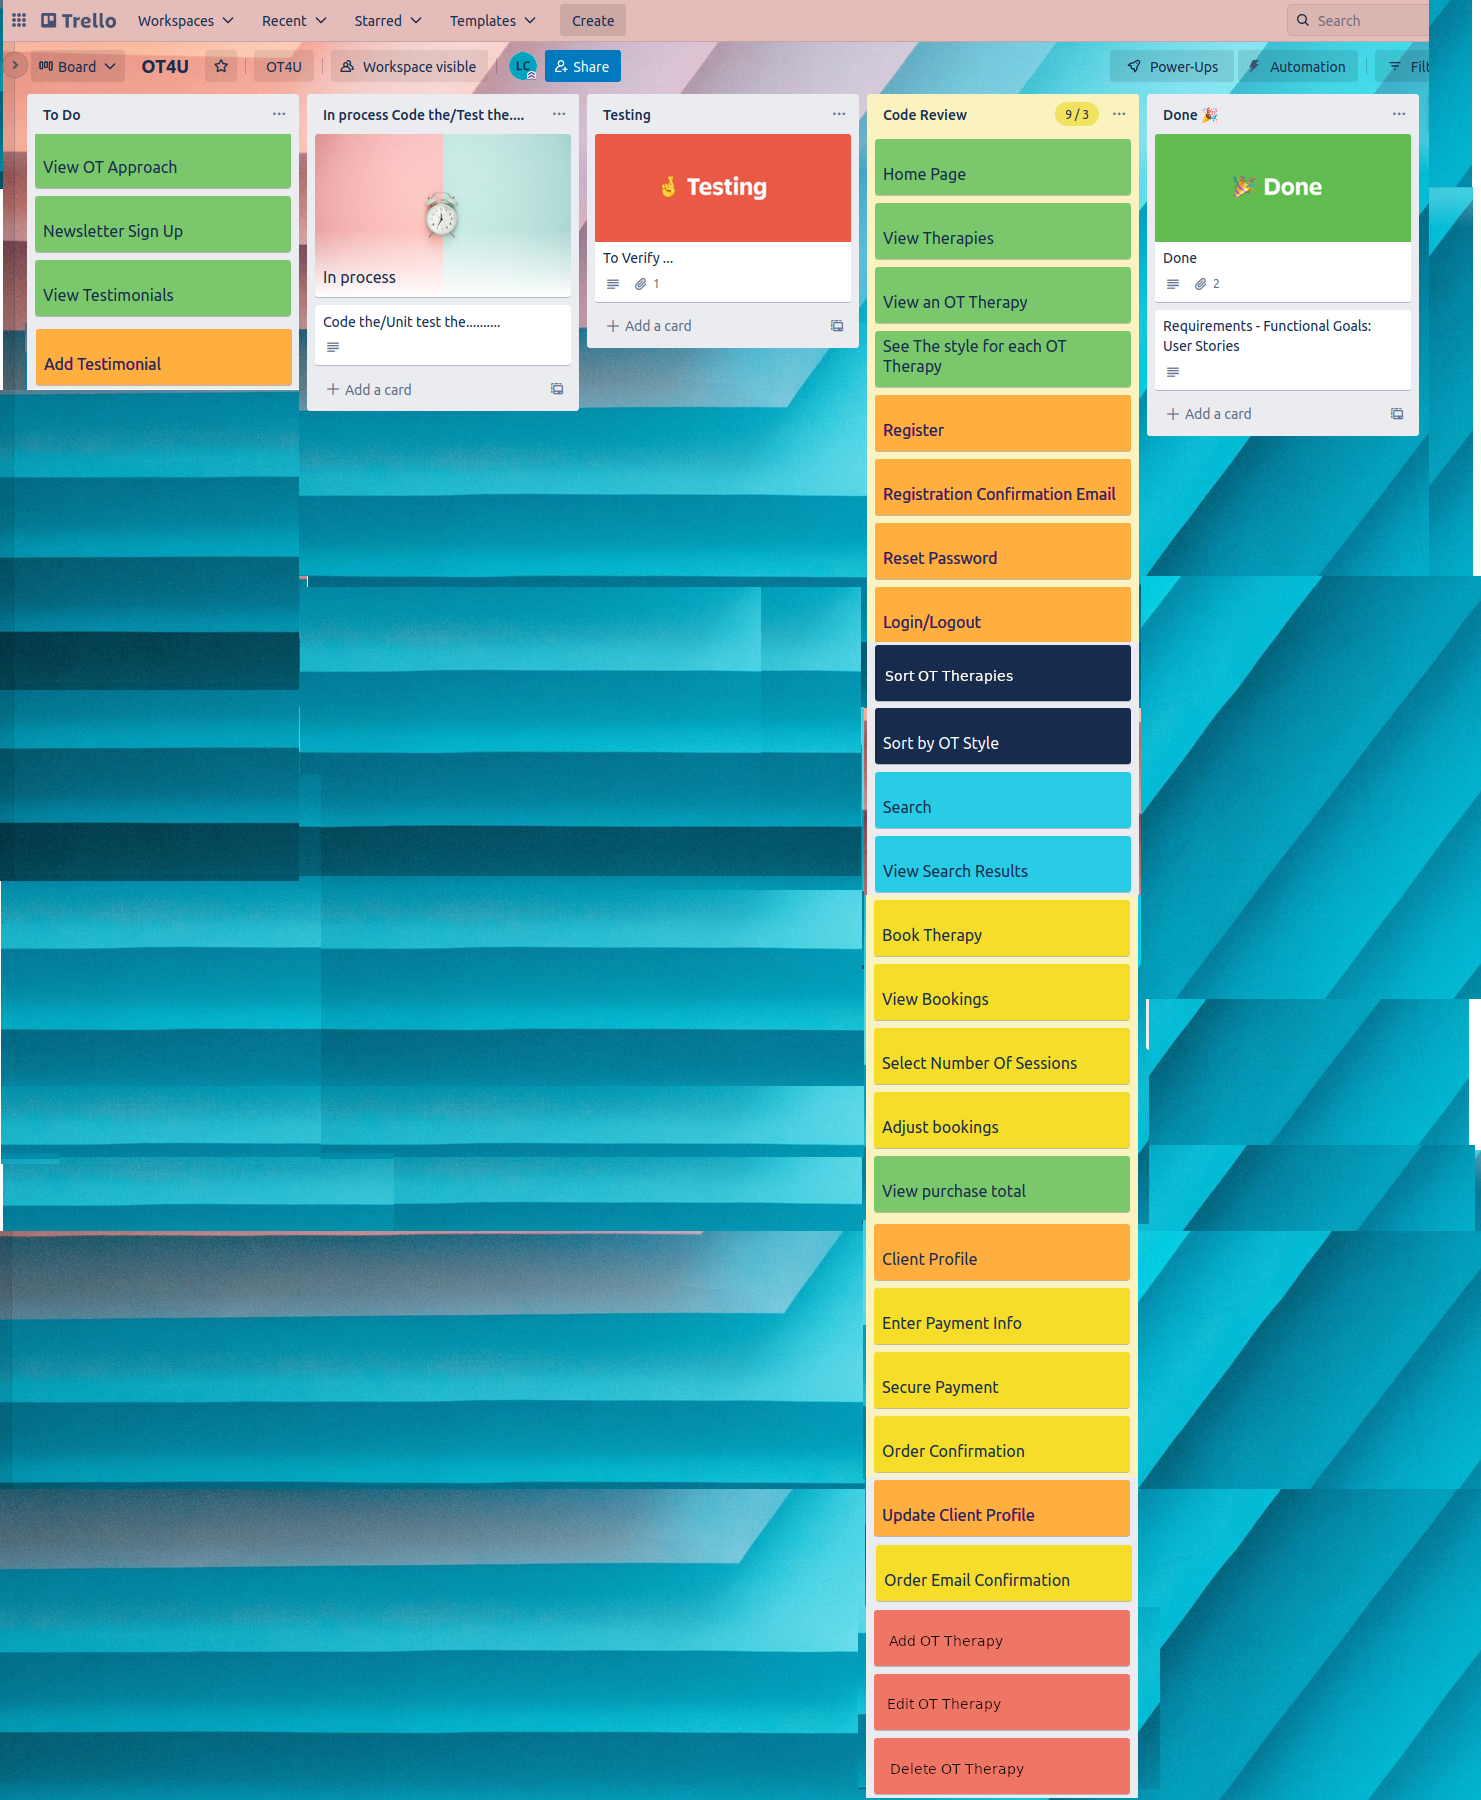 Trello Workspaces Recent Starred Templates Create Search
Board OT4U OT4U Workspace visible LC Share Power-Ups Automation Filt
To Do
View OT Approach
Newsletter Sign Up
View Testimonials
Add Testimonial
In process Code the/Test the....
In process
Code the/Unit test the..........
Add a card
Testing
🤞 Testing
To Verify ...
1
Add a card
Code Review 9 / 3
Home Page
View Therapies
View an OT Therapy
See The style for each OT
Therapy
Register
Registration Confirmation Email
Reset Password
Login/Logout
Sort OT Therapies
Sort by OT Style
Search
View Search Results
Book Therapy
View Bookings
Select Number Of Sessions
Adjust bookings
View purchase total
Client Profile
Enter Payment Info
Secure Payment
Order Confirmation
Update Client Profile
Order Email Confirmation
Add OT Therapy
Edit OT Therapy
Delete OT Therapy
Done 🎉
🎉 Done
Done
2
Requirements - Functional Goals:
User Stories
Add a card